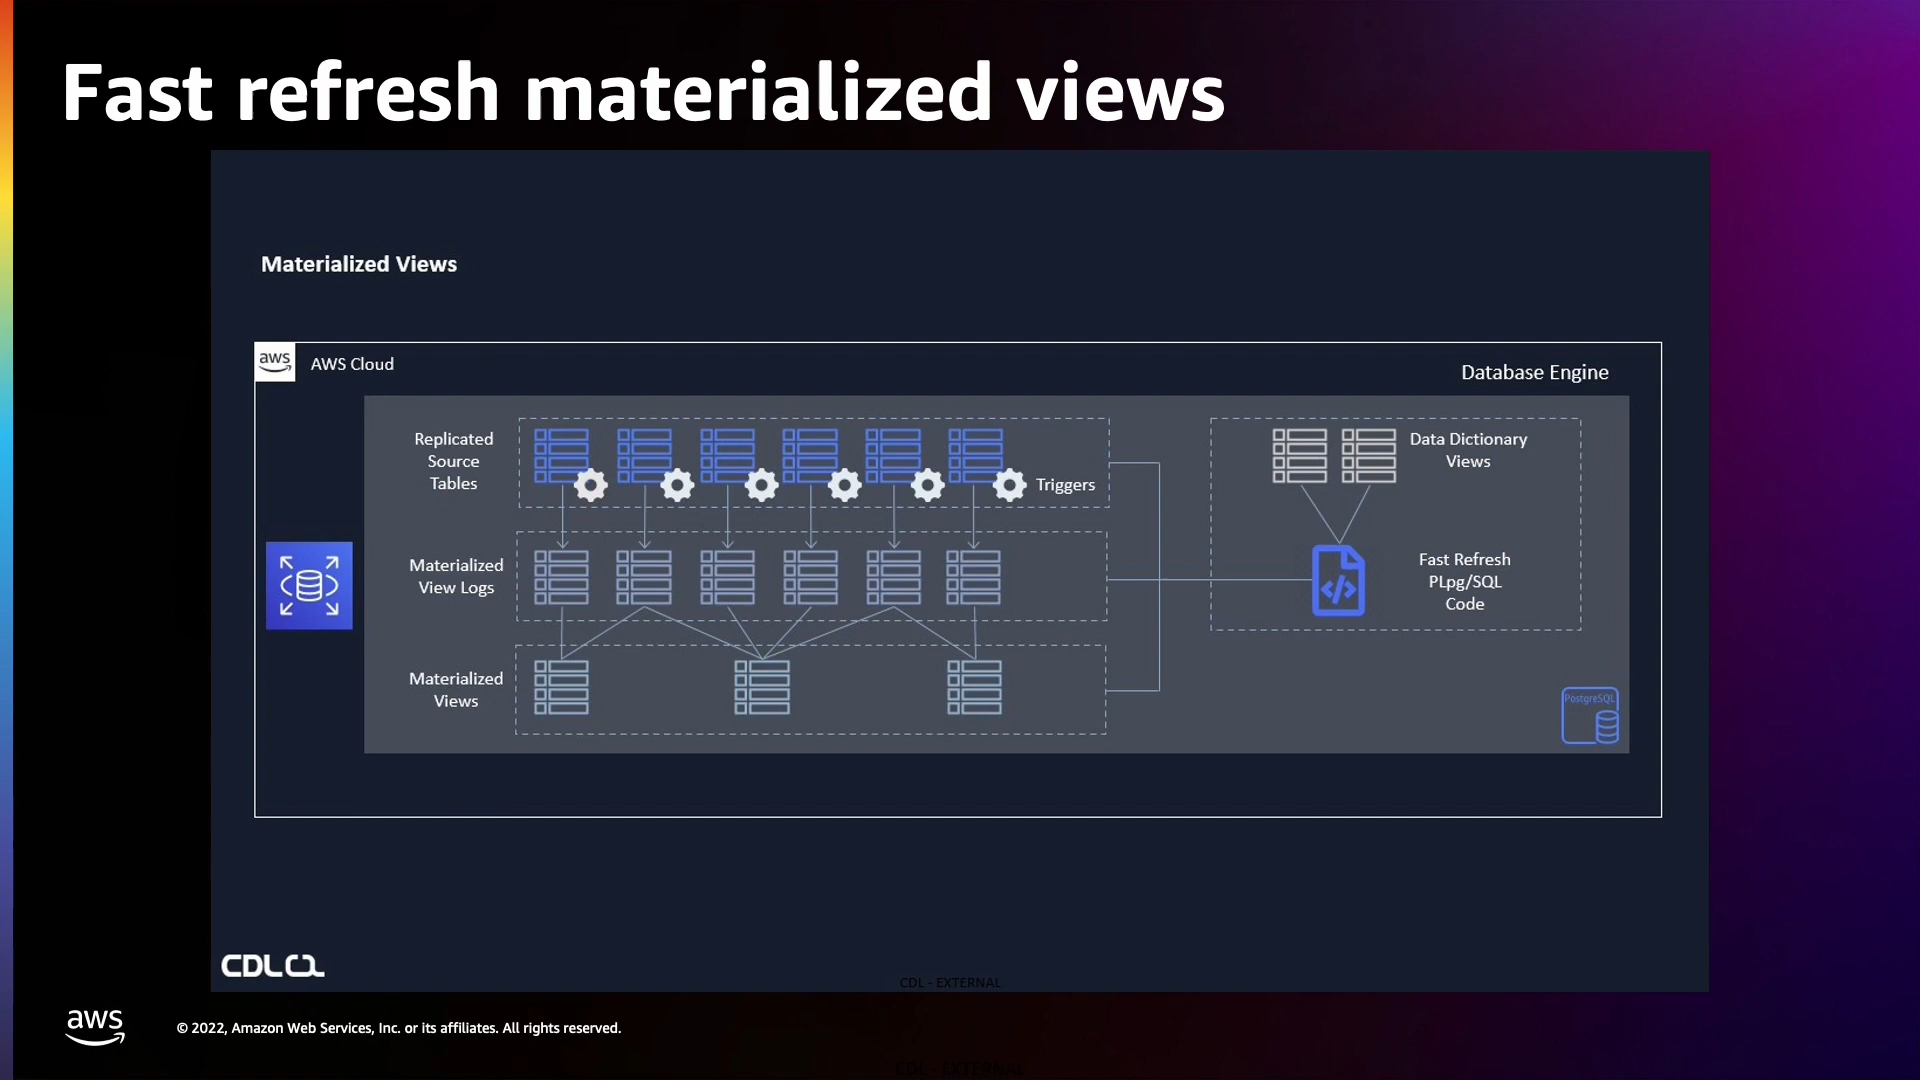 Fast refresh materialized views
Materialized Views
aws
AWS Cloud
Database Engine
Replicated
Source
Tables
Triggers
Data Dictionary
Views
Materialized
View Logs
Fast Refresh
PLpg/SQL
Code
Materialized
Views
PostgreSQL
CDL
CDL - EXTERNAL
aws
© 2022, Amazon Web Services, Inc. or its affiliates. All rights reserved.
CDL - EXTERNAL